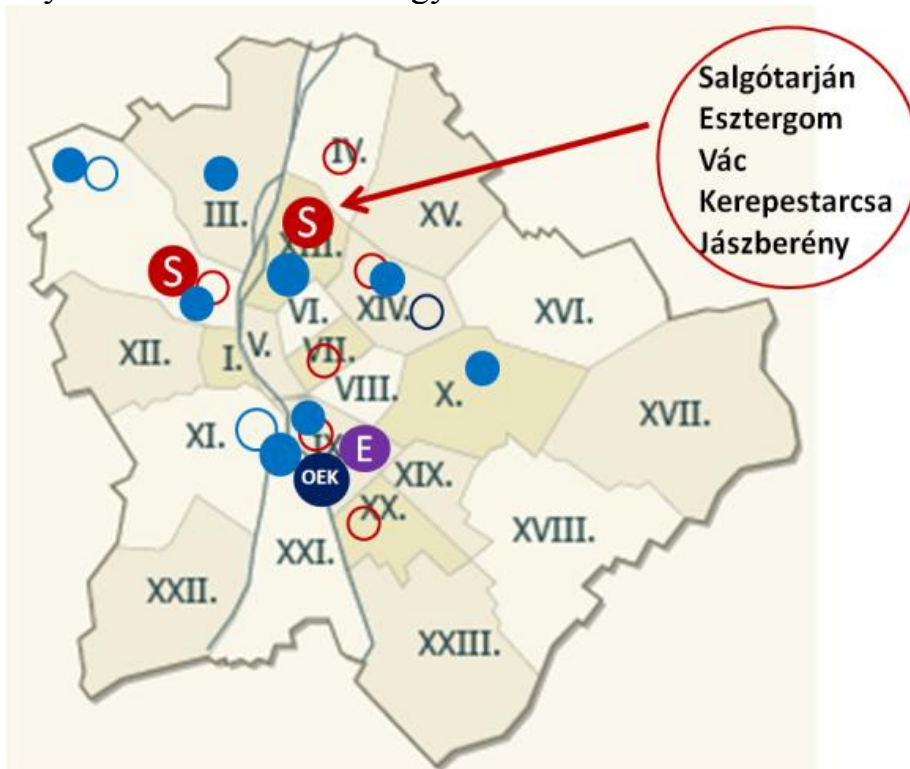 Salgótarján
Esztergom
Vác
Kerepestarcsa
Jászberény
IV.
III.
S
XV.
XIII.
S
XIV.
VI.
XVI.
XII.
I.
V.
VII.
VIII.
X.
XVII.
XI.
E
OEK
XIX.
XX.
XVIII.
XXI.
XXII.
XXIII.